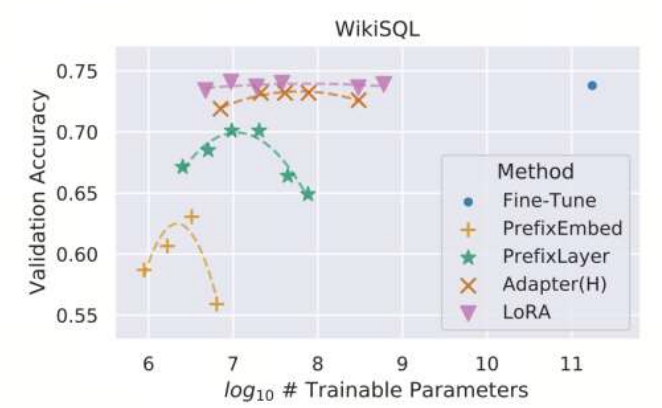 WikiSQL
0.75
0.70
0.65
0.60
0.55
Validation Accuracy
Method
Fine-Tune
PrefixEmbed
PrefixLayer
Adapter(H)
LoRA
6 7 8 9 10 11
log₁₀ # Trainable Parameters